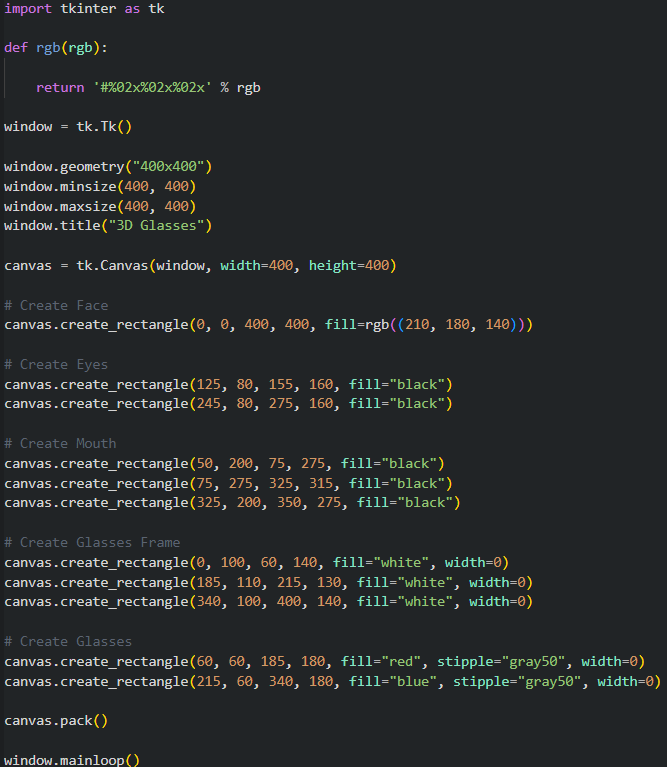 import tkinter as tk
def rgb(rgb):
    return '#%02x%02x%02x' % rgb
window = tk.Tk()
window.geometry("400x400")
window.minsize(400, 400)
window.maxsize(400, 400)
window.title("3D Glasses")
canvas = tk.Canvas(window, width=400, height=400)
# Create Face
canvas.create_rectangle(0, 0, 400, 400, fill=rgb((210, 180, 140)))
# Create Eyes
canvas.create_rectangle(125, 80, 155, 160, fill="black")
canvas.create_rectangle(245, 80, 275, 160, fill="black")
# Create Mouth
canvas.create_rectangle(50, 200, 75, 275, fill="black")
canvas.create_rectangle(75, 275, 325, 315, fill="black")
canvas.create_rectangle(325, 200, 350, 275, fill="black")
# Create Glasses Frame
canvas.create_rectangle(0, 100, 60, 140, fill="white", width=0)
canvas.create_rectangle(185, 110, 215, 130, fill="white", width=0)
canvas.create_rectangle(340, 100, 400, 140, fill="white", width=0)
# Create Glasses
canvas.create_rectangle(60, 60, 185, 180, fill="red", stipple="gray50", width=0)
canvas.create_rectangle(215, 60, 340, 180, fill="blue", stipple="gray50", width=0)
canvas.pack()
window.mainloop()